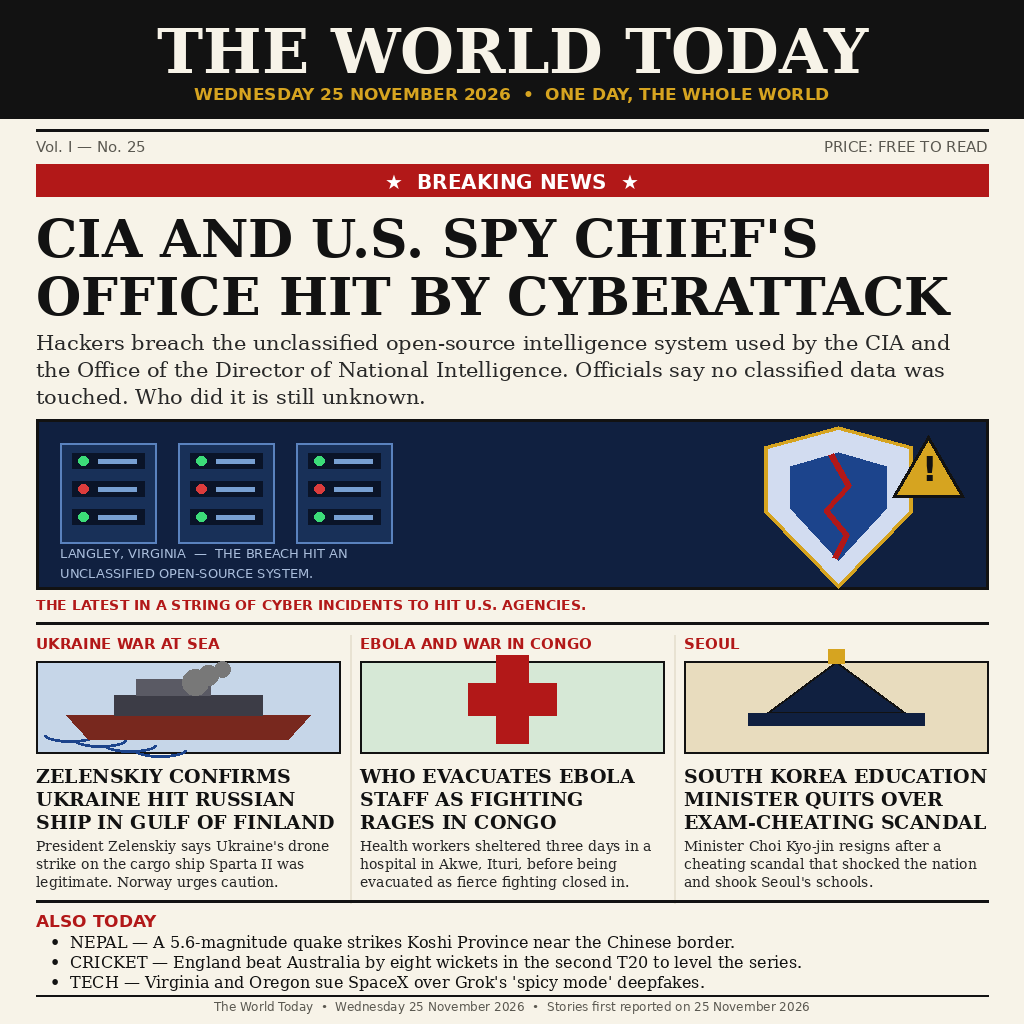 THE WORLD TODAY
WEDNESDAY 25 NOVEMBER 2026 • ONE DAY, THE WHOLE WORLD
Vol. I — No. 25
PRICE: FREE TO READ
★ BREAKING NEWS ★
CIA AND U.S. SPY CHIEF'S
OFFICE HIT BY CYBERATTACK
Hackers breach the unclassified open-source intelligence system used by the CIA and
the Office of the Director of National Intelligence. Officials say no classified data was
touched. Who did it is still unknown.
!
LANGLEY, VIRGINIA — THE BREACH HIT AN
UNCLASSIFIED OPEN-SOURCE SYSTEM.
THE LATEST IN A STRING OF CYBER INCIDENTS TO HIT U.S. AGENCIES.
UKRAINE WAR AT SEA
ZELENSKIY CONFIRMS
UKRAINE HIT RUSSIAN
SHIP IN GULF OF FINLAND
President Zelenskiy says Ukraine's drone
strike on the cargo ship Sparta II was
legitimate. Norway urges caution.
EBOLA AND WAR IN CONGO
WHO EVACUATES EBOLA
STAFF AS FIGHTING
RAGES IN CONGO
Health workers sheltered three days in a
hospital in Akwe, Ituri, before being
evacuated as fierce fighting closed in.
SEOUL
SOUTH KOREA EDUCATION
MINISTER QUITS OVER
EXAM-CHEATING SCANDAL
Minister Choi Kyo-jin resigns after a
cheating scandal that shocked the nation
and shook Seoul's schools.
ALSO TODAY
• NEPAL — A 5.6-magnitude quake strikes Koshi Province near the Chinese border.
• CRICKET — England beat Australia by eight wickets in the second T20 to level the series.
• TECH — Virginia and Oregon sue SpaceX over Grok's 'spicy mode' deepfakes.
The World Today • Wednesday 25 November 2026 • Stories first reported on 25 November 2026